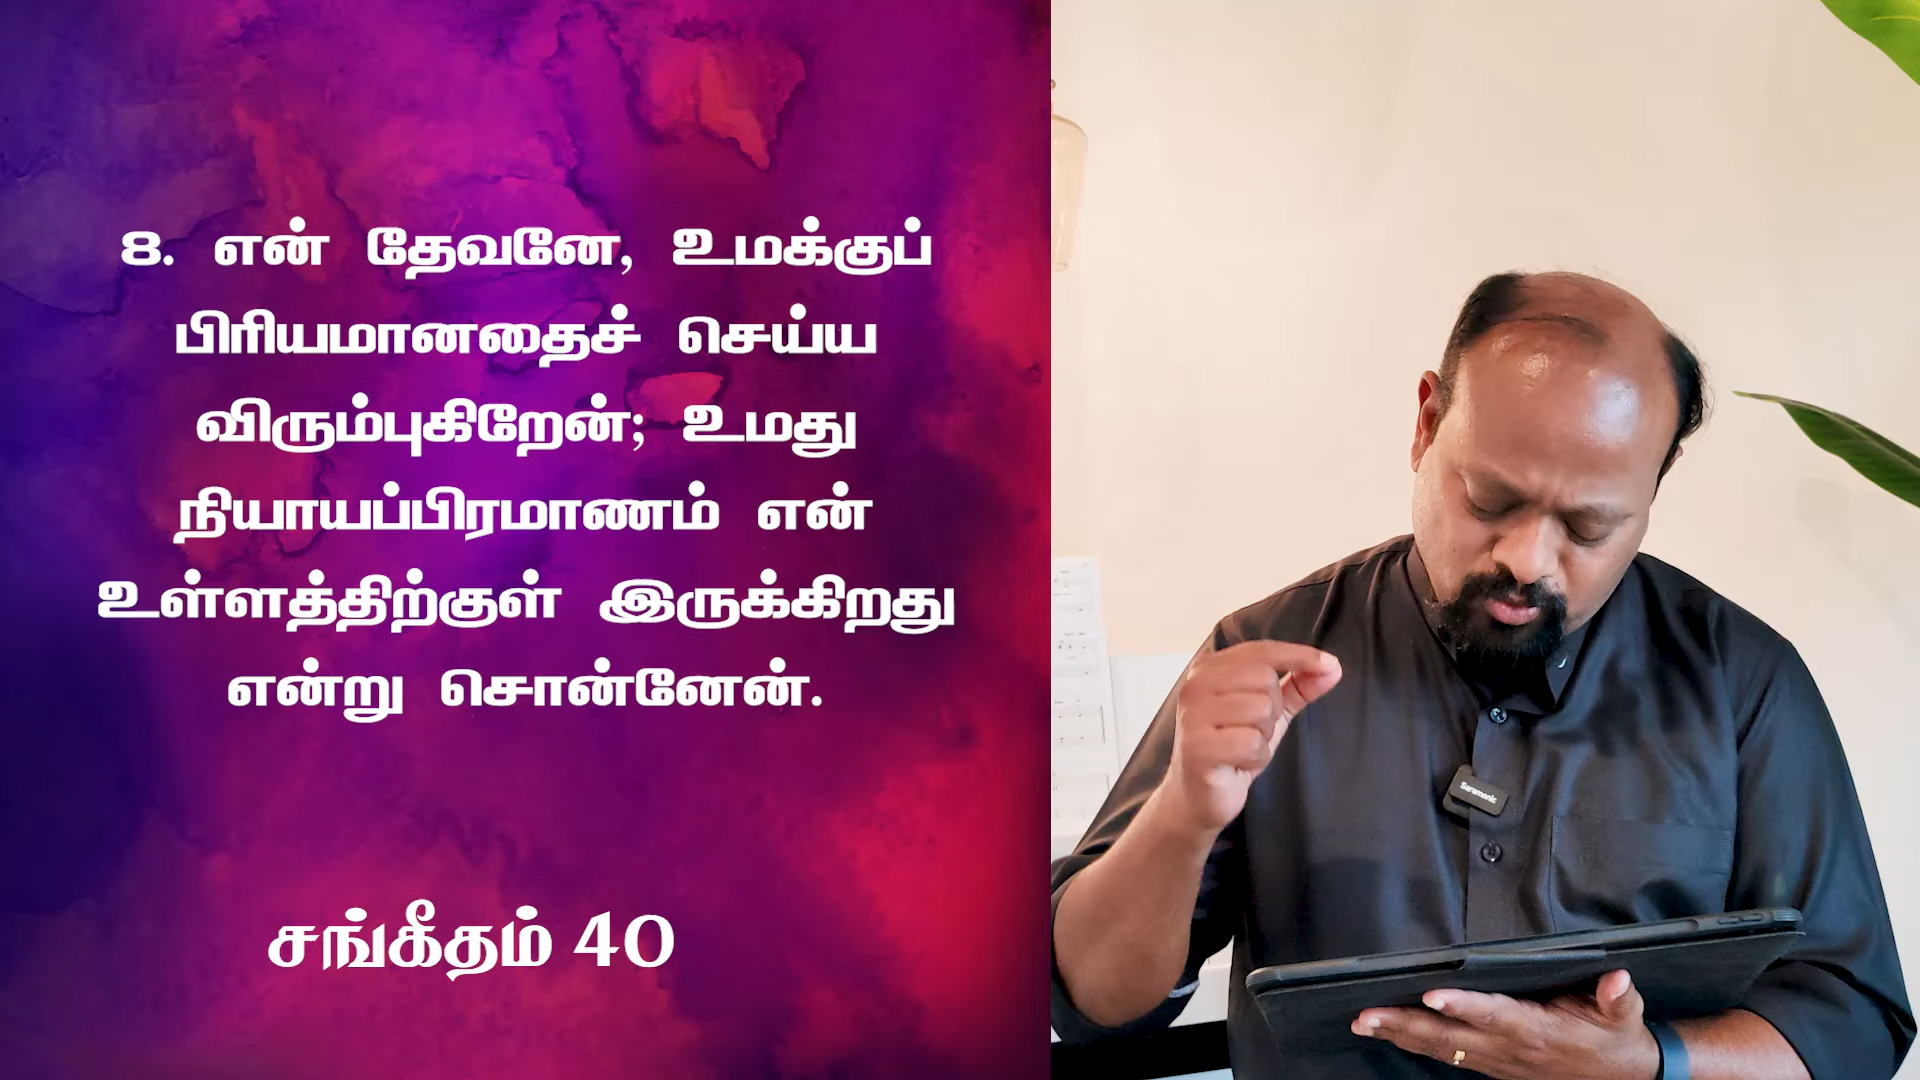 8. என் தேவனே, உமக்குப்
பிரியமானதைச் செய்ய
விரும்புகிறேன்; உமது
நியாயப்பிரமாணம் என்
உள்ளத்திற்குள் இருக்கிறது
என்று சொன்னேன்.
சங்கீதம் 40
Saramonic